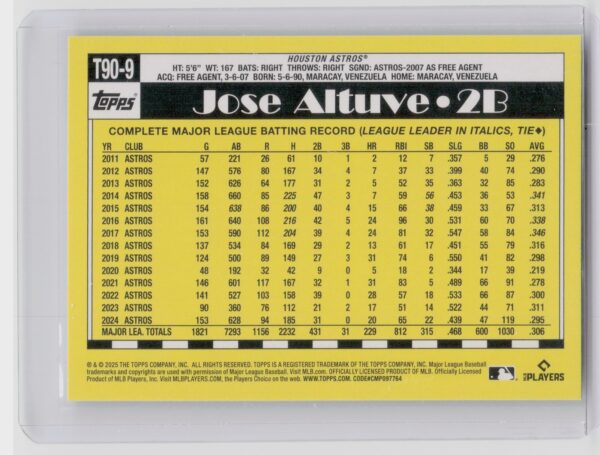 T90-9
HOUSTON ASTROS®
HT: 5'6" WT: 167 BATS: RIGHT THROWS: RIGHT SGND: ASTROS-2007 AS FREE AGENT
ACQ: FREE AGENT, 3-6-07 BORN: 5-6-90, MARACAY, VENEZUELA HOME: MARACAY, VENEZUELA
Topps
Jose Altuve • 2B
COMPLETE MAJOR LEAGUE BATTING RECORD (LEAGUE LEADER IN ITALICS, TIE◆)
YR CLUB G AB R H 2B 3B HR RBI SB SLG BB SO AVG
2011 ASTROS 57 221 26 61 10 1 2 12 7 .357 5 29 .276
2012 ASTROS 147 576 80 167 34 4 7 37 33 .399 40 74 .290
2013 ASTROS 152 626 64 177 31 2 5 52 35 .363 32 85 .283
2014 ASTROS 158 660 85 225 47 3 7 59 56 .453 36 53 .341
2015 ASTROS 154 638 86 200 40 4 15 66 38 .459 33 67 .313
2016 ASTROS 161 640 108 216 42 5 24 96 30 .531 60 70 .338
2017 ASTROS 153 590 112 204 39 4 24 81 32 .547 58 84 .346
2018 ASTROS 137 534 84 169 29 2 13 61 17 .451 55 79 .316
2019 ASTROS 124 500 89 149 27 3 31 74 6 .550 41 82 .298
2020 ASTROS 48 192 32 42 9 0 5 18 2 .344 17 39 .219
2021 ASTROS 146 601 117 167 32 1 31 83 5 .489 66 91 .278
2022 ASTROS 141 527 103 158 39 0 28 57 18 .533 66 87 .300
2023 ASTROS 90 360 76 112 21 2 17 51 14 .522 44 71 .311
2024 ASTROS 153 628 94 185 31 0 20 65 22 .439 47 119 .295
MAJOR LEA. TOTALS 1821 7293 1156 2232 431 31 229 812 315 .468 600 1030 .306
® & © 2025 THE TOPPS COMPANY, INC. ALL RIGHTS RESERVED. TOPPS IS A REGISTERED TRADEMARK OF THE TOPPS COMPANY, INC. Major League Baseball
trademarks and copyrights are used with permission of Major League Baseball. Visit MLB.com. OFFICIALLY LICENSED PRODUCT OF MLB. Officially Licensed
Product of MLB Players, Inc. Visit MLBPLAYERS.com, the Players Choice on the web. WWW.TOPPS.COM. CODE#CMP097764
MLB PLAYERS